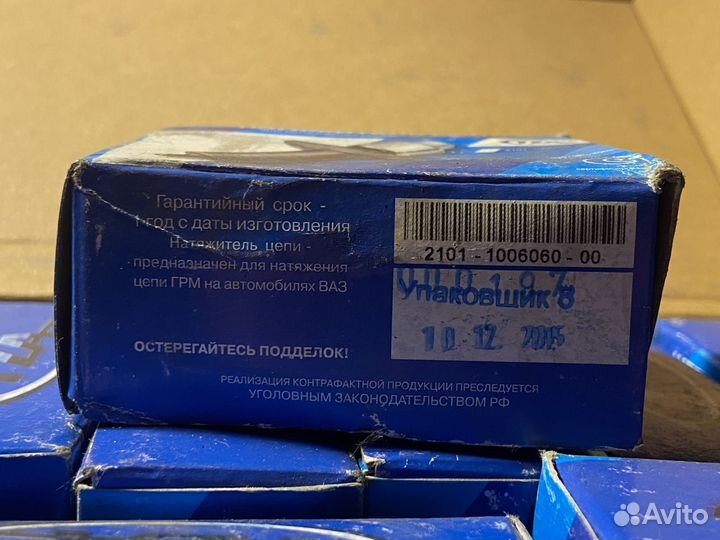 Гарантийный срок -
1 год с даты изготовления
Натяжитель цепи -
предназначен для натяжения
цепи ГРМ на автомобилях ВАЗ
ОСТЕРЕГАЙТЕСЬ ПОДДЕЛОК!
2101 - 1006060 - 00
Упаковщик 8
10 12 2015
РЕАЛИЗАЦИЯ КОНТРАФАКТНОЙ ПРОДУКЦИИ ПРЕСЛЕДУЕТСЯ
УГОЛОВНЫМ ЗАКОНОДАТЕЛЬСТВОМ РФ
Avito